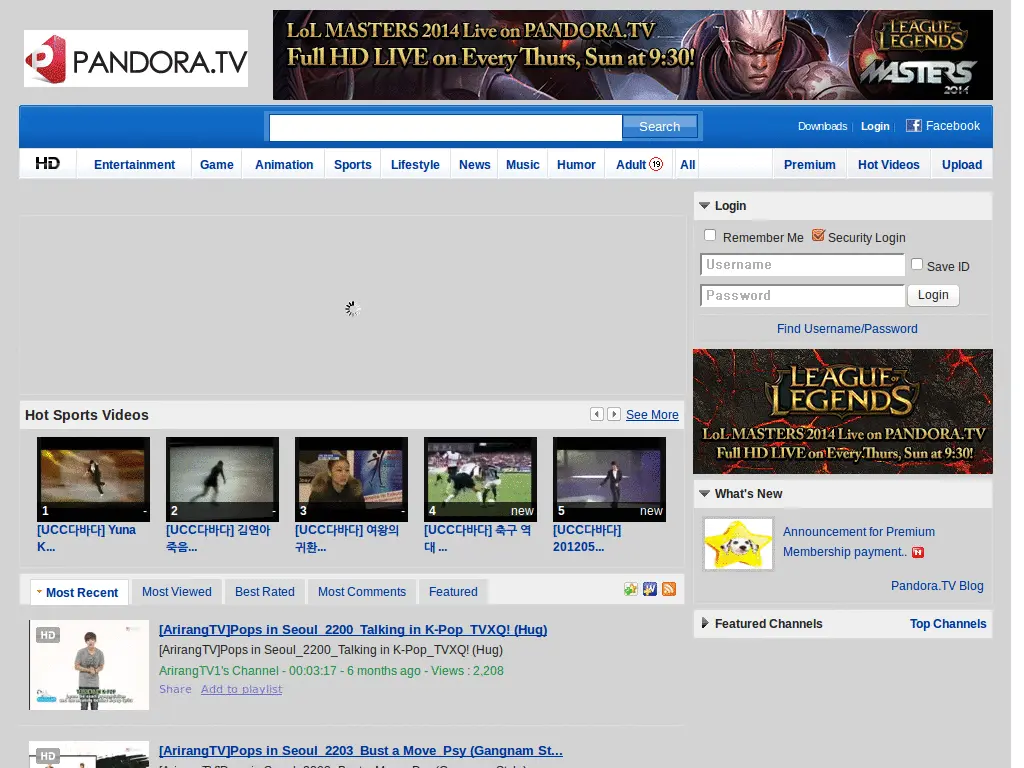 PANDORA.TV
LoL MASTERS 2014 Live on PANDORA.TV
Full HD LIVE on Every Thurs, Sun at 9:30!
LEAGUE of LEGENDS
MASTERS
2014
Search
Downloads
Login
Facebook
HD Entertainment Game Animation Sports Lifestyle News Music Humor Adult 19 All Premium Hot Videos Upload
Login
Remember Me Security Login
Username
Save ID
Password
Login
Find Username/Password
LEAGUE of LEGENDS
LoL MASTERS 2014 Live on PANDORA.TV
Full HD LIVE on Every Thurs, Sun at 9:30!
Hot Sports Videos
See More
1 -
[UCC다바다] Yuna
K...
2 -
[UCC다바다] 김연아
죽음...
3 -
[UCC다바다] 여왕의
귀환...
4 new
[UCC다바다] 축구 역
대 ...
5 new
[UCC다바다]
201205...
What's New
Announcement for Premium
Membership payment..
Pandora.TV Blog
Featured Channels Top Channels
Most Recent Most Viewed Best Rated Most Comments Featured
HD
[ArirangTV]Pops in Seoul_2200_Talking in K-Pop_TVXQ! (Hug)
[ArirangTV]Pops in Seoul_2200_Talking in K-Pop_TVXQ! (Hug)
ArirangTV1's Channel - 00:03:17 - 6 months ago - Views : 2,208
Share Add to playlist
HD
[ArirangTV]Pops in Seoul_2203_Bust a Move_Psy (Gangnam St...